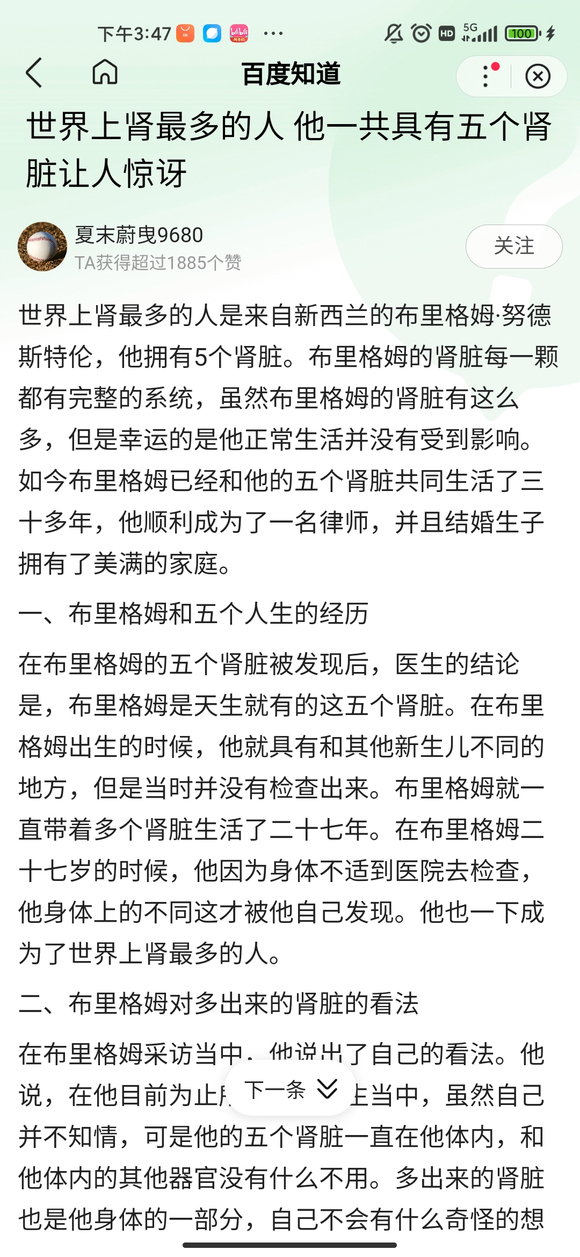 下午3:47
HD 5G 100
百度知道
世界上肾最多的人 他一共具有五个肾
脏让人惊讶
夏末蔚曳9680
TA获得超过1885个赞
关注
世界上肾最多的人是来自新西兰的布里格姆·努德
斯特伦，他拥有5个肾脏。布里格姆的肾脏每一颗
都有完整的系统，虽然布里格姆的肾脏有这么
多，但是幸运的是他正常生活并没有受到影响。
如今布里格姆已经和他的五个肾脏共同生活了三
十多年，他顺利成为了一名律师，并且结婚生子
拥有了美满的家庭。
一、布里格姆和五个人生的经历
在布里格姆的五个肾脏被发现后，医生的结论
是，布里格姆是天生就有的这五个肾脏。在布里
格姆出生的时候，他就具有和其他新生儿不同的
地方，但是当时并没有检查出来。布里格姆就一
直带着多个肾脏生活了二十七年。在布里格姆二
十七岁的时候，他因为身体不适到医院去检查，
他身体上的不同这才被他自己发现。他也一下成
为了世界上肾最多的人。
二、布里格姆对多出来的肾脏的看法
在布里格姆采访当中，他说出了自己的看法。他
说，在他目前为止 生当中，虽然自己
下一条
并不知情，可是他的五个肾脏一直在他体内，和
他体内的其他器官没有什么不用。多出来的肾脏
也是他身体的一部分，自己不会有什么奇怪的想